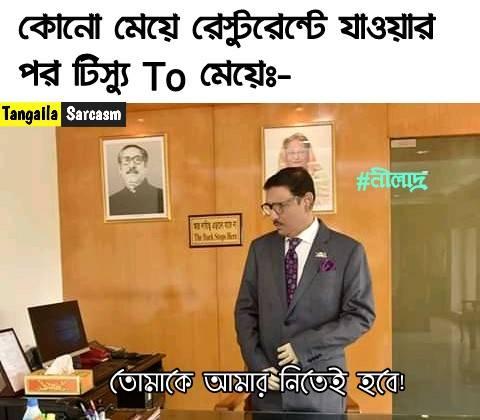 কোনো মেয়ে রেস্টুরেন্টে যাওয়ার
পর টিস্যু To মেয়েঃ-
Tangaila Sarcasm
#নীলাদ্র
The Buck Stops Here
তোমাকে আমার নিতেই হবে!